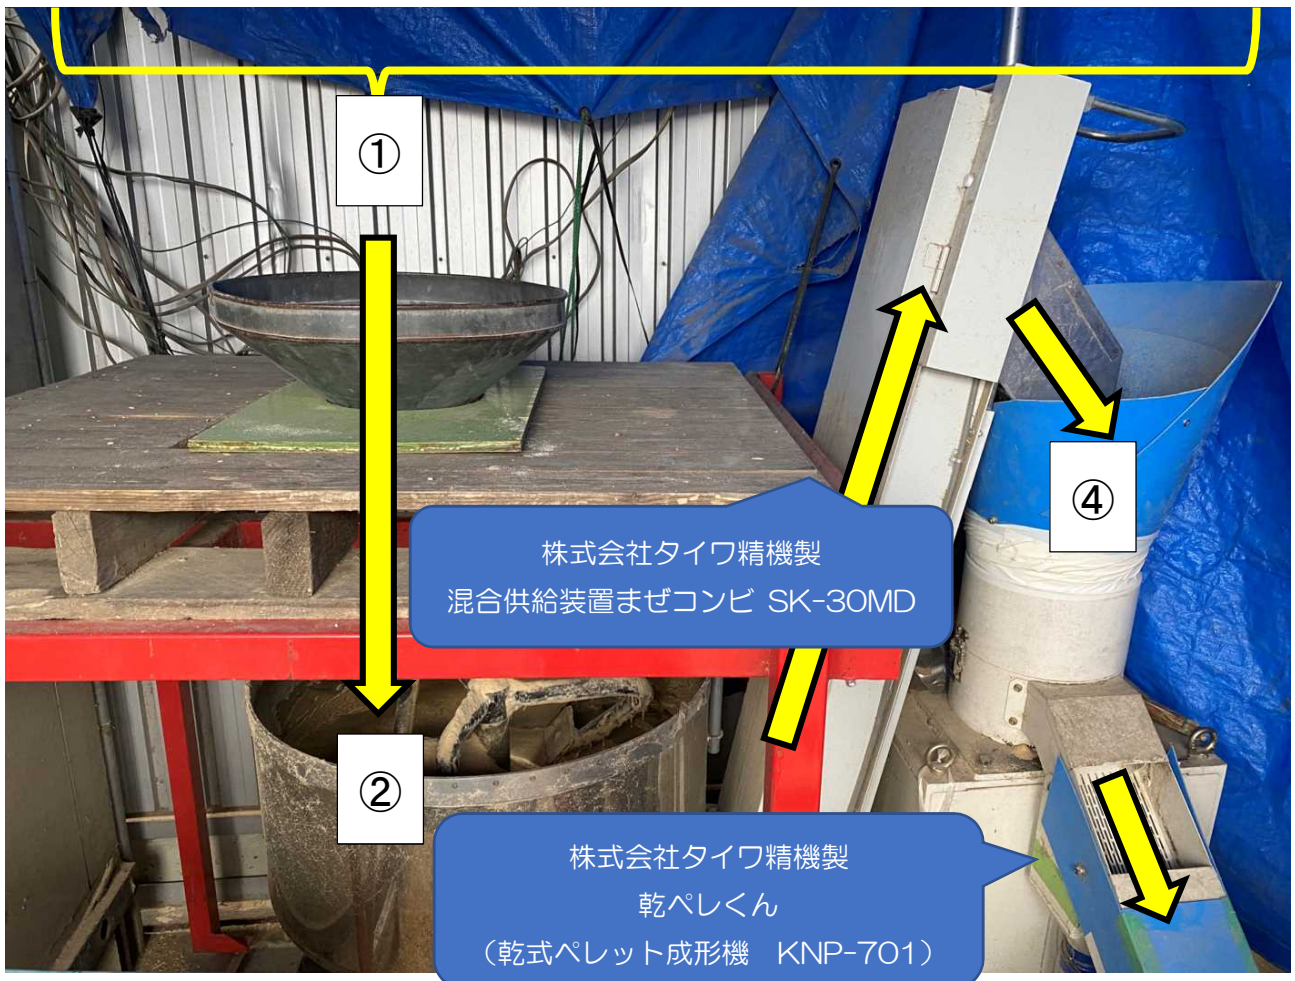 ①
④
株式会社タイワ精機製
混合供給装置まぜコンビ SK-30MD
②
株式会社タイワ精機製
乾ペレくん
（乾式ペレット成形機　KNP-701）